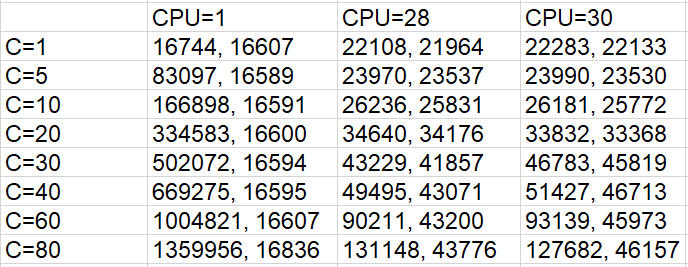 CPU=1 CPU=28 CPU=30
C=1 16744, 16607 22108, 21964 22283, 22133
C=5 83097, 16589 23970, 23537 23990, 23530
C=10 166898, 16591 26236, 25831 26181, 25772
C=20 334583, 16600 34640, 34176 33832, 33368
C=30 502072, 16594 43229, 41857 46783, 45819
C=40 669275, 16595 49495, 43071 51427, 46713
C=60 1004821, 16607 90211, 43200 93139, 45973
C=80 1359956, 16836 131148, 43776 127682, 46157